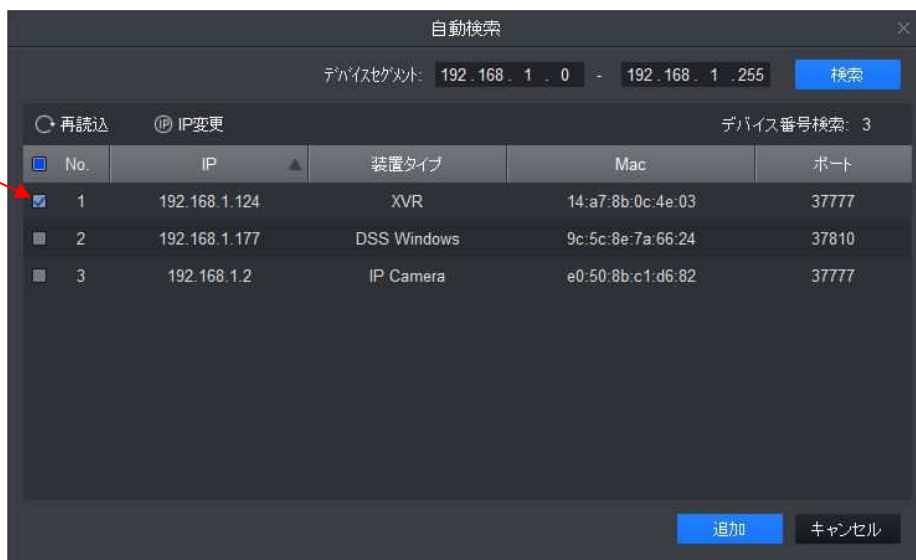 自動検索
ﾃﾞﾊﾞｲｽｾｸﾞﾒﾝﾄ: 192 . 168 . 1 . 0 - 192 . 168 . 1 . 255 検索
再読込 IP IP変更 デバイス番号検索: 3
No. IP 装置タイプ Mac ポート
1 192.168.1.124 XVR 14:a7:8b:0c:4e:03 37777
2 192.168.1.177 DSS Windows 9c:5c:8e:7a:66:24 37810
3 192.168.1.2 IP Camera e0:50:8b:c1:d6:82 37777
追加 キャンセル